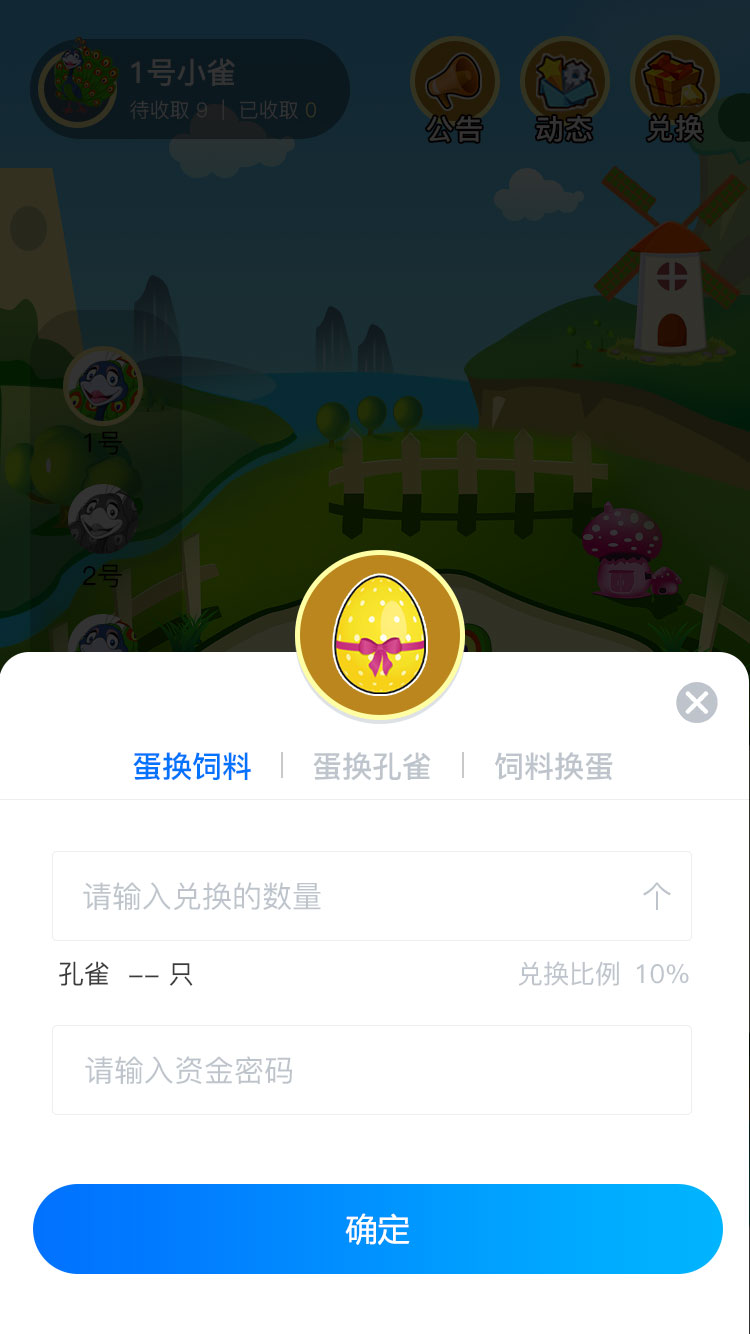 1号小雀
待收取 9 | 已收取 0
公告
动态
兑换
1号
2号
蛋换饲料 | 蛋换孔雀 | 饲料换蛋
请输入兑换的数量 个
孔雀 -- 只 兑换比例 10%
请输入资金密码
确定